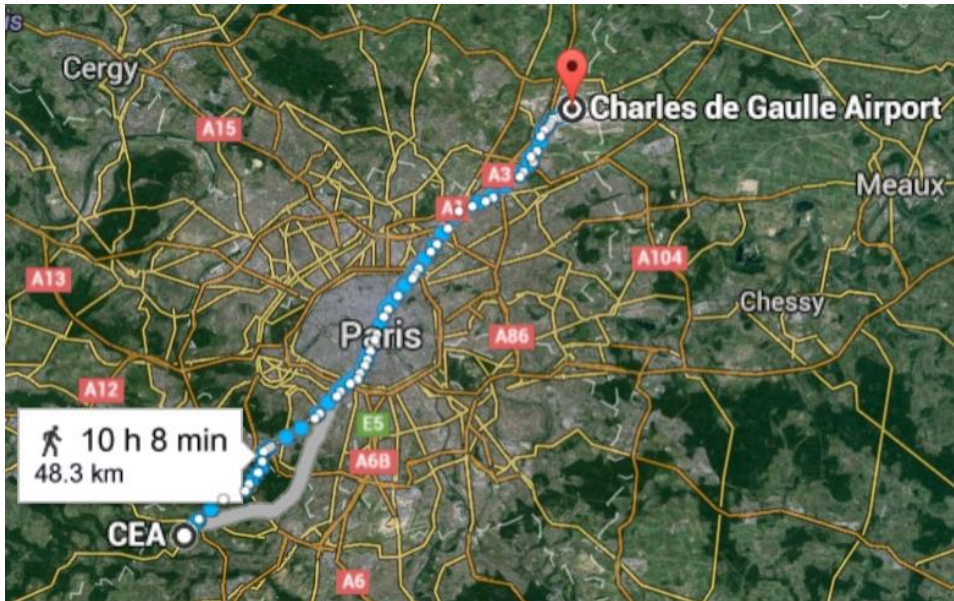 Cergy
Charles de Gaulle Airport
A15
A3
Meaux
A1
A104
A13
Chessy
Paris
A86
A12
E5
10 h 8 min
48.3 km
A6B
CEA
A6